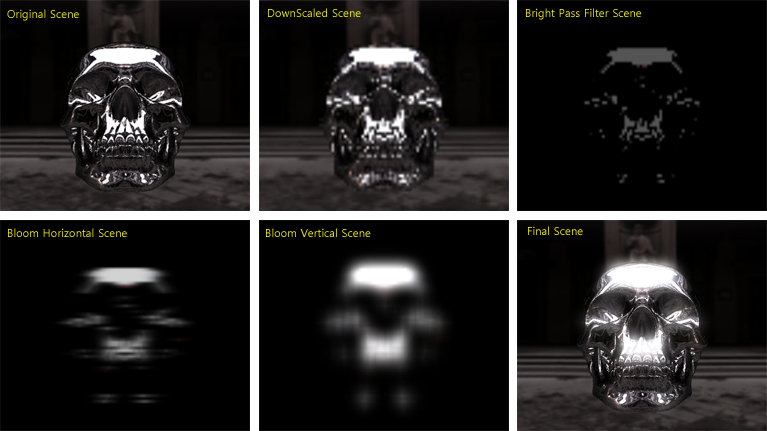 Original Scene
DownScaled Scene
Bright Pass Filter Scene
Bloom Horizontal Scene
Bloom Vertical Scene
Final Scene